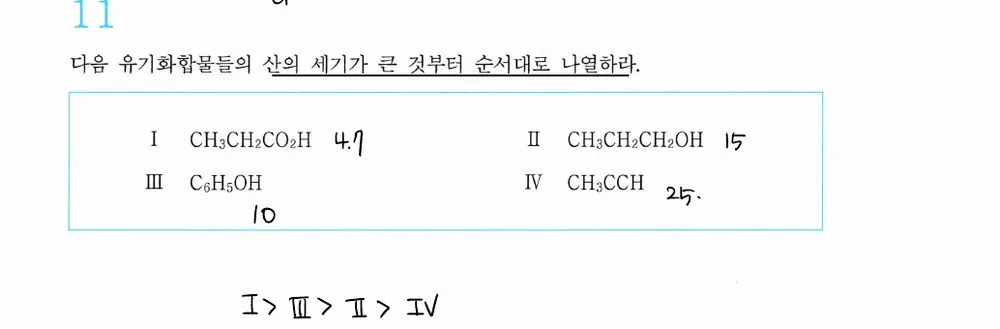 11
다음 유기화합물들의 산의 세기가 큰 것부터 순서대로 나열하라.
Ⅰ CH₃CH₂CO₂H 4.7 Ⅱ CH₃CH₂CH₂OH 15
Ⅲ C₆H₅OH Ⅳ CH₃CCH 25.
10
Ⅰ > Ⅲ > Ⅱ > Ⅳ